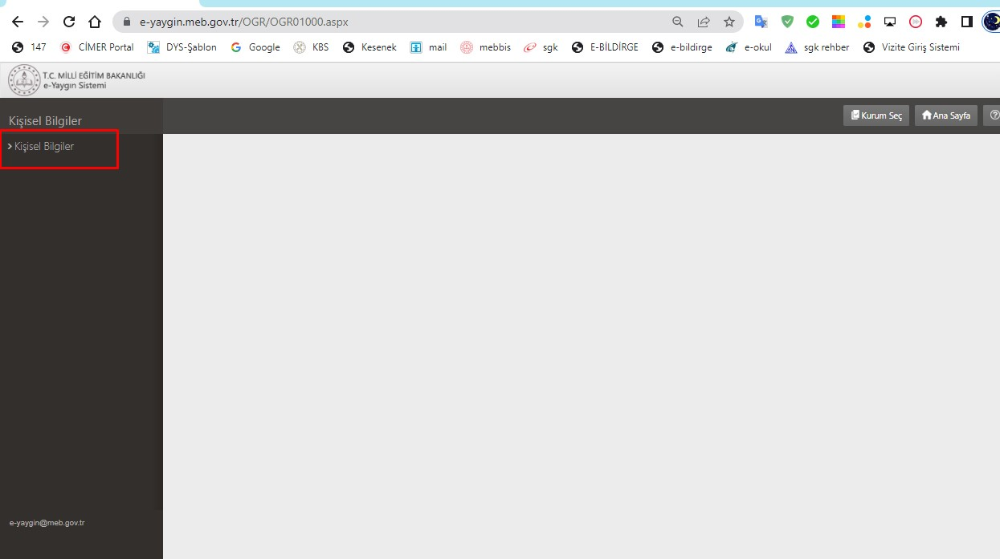 e-yaygin.meb.gov.tr/OGR/OGR01000.aspx
147 CİMER Portal DYS-Şablon Google KBS Kesenek mail mebbis sgk E-BİLDİRGE e-bildirge e-okul sgk rehber Vizite Giriş Sistemi
T.C. MİLLİ EĞİTİM BAKANLIĞI
e-Yaygın Sistemi
Kişisel Bilgiler
Kurum Seç Ana Sayfa
Kişisel Bilgiler
e-yaygin@meb.gov.tr